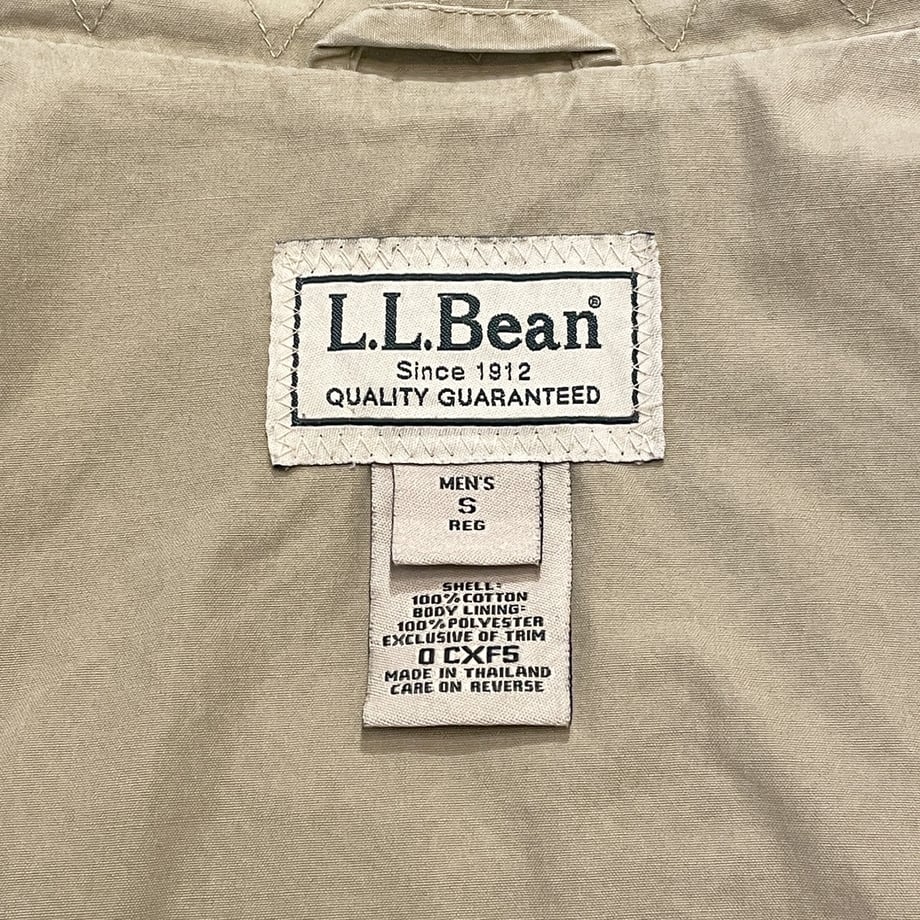 L.L.Bean®
Since 1912
QUALITY GUARANTEED
MEN'S
S
REG
SHELL:
100% COTTON
BODY LINING:
100% POLYESTER
EXCLUSIVE OF TRIM
0 CXF5
MADE IN THAILAND
CARE ON REVERSE